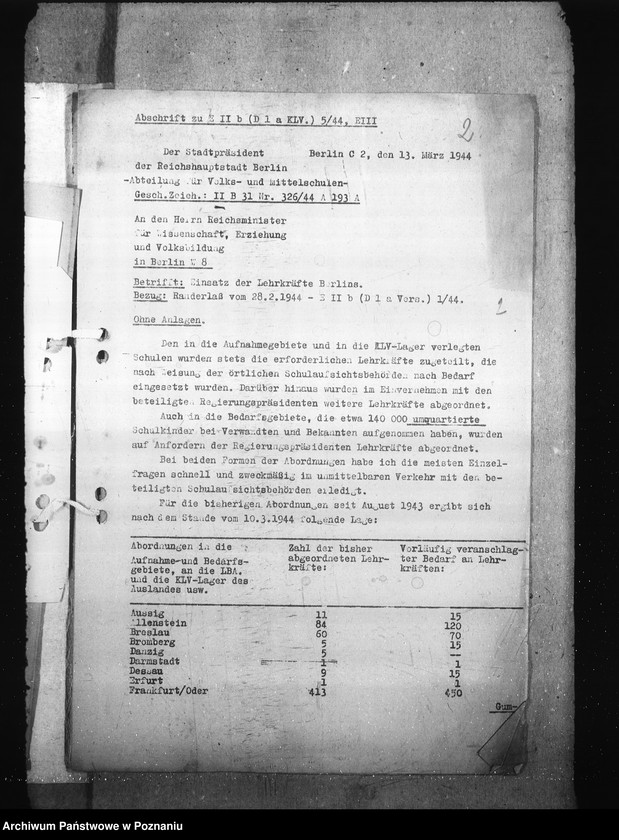 Abschrift zu E II b (D 1 a KLV.) 5/44, EIII
2
Der Stadtpräsident Berlin C 2, den 13. März 1944
der Reichshauptstadt Berlin
-Abteilung für Volks- und Mittelschulen-
Gesch.Zeich.: II B 31 Nr. 326/44 A 193 A
An den Herrn Reichsminister
für Wissenschaft, Erziehung
und Volksbildung
in Berlin W 8
Betrifft: Einsatz der Lehrkräfte Berlins.
Bezug: Randerlaß vom 28.2.1944 - E II b (D 1 a Vers.) 1/44.
Ohne Anlagen.
Den in die Aufnahmegebiete und in die KLV-Lager verlegten
Schulen wurden stets die erforderlichen Lehrkräfte zugeteilt, die
nach Weisung der örtlichen Schulaufsichtsbehörden nach Bedarf
eingesetzt wurden. Darüber hinaus wurden im Einvernehmen mit den
beteiligten Regierungspräsidenten weitere Lehrkräfte abgeordnet.
Auch in die Bedarfsgebiete, die etwa 140 000 umquartierte
Schulkinder bei Verwandten und Bekannten aufgenommen haben, wurden
auf Anfordern der Regierungspräsidenten Lehrkräfte abgeordnet.
Bei beiden Formen der Abordnungen habe ich die meisten Einzel-
fragen schnell und zweckmäßig im unmittelbaren Verkehr mit den be-
teiligten Schulaufsichtsbehörden erledigt.
Für die bisherigen Abordnungen seit August 1943 ergibt sich
nach dem Stande vom 10.3.1944 folgende Lage:
Abordnungen in die Zahl der bisher Vorläufig veranschlag-
Aufnahme-und Bedarfs- abgeordneten Lehr- ter Bedarf an Lehr-
gebiete, an die LBA. kräfte: kräften:
und die KLV-Lager des
Auslandes usw.
Aussig 11 15
Allenstein 84 120
Breslau 60 70
Bromberg 5 15
Danzig 5 --
Darmstadt 1 1
Dessau 9 15
Erfurt 1 1
Frankfurt/Oder 413 450
Gum-
Archiwum Państwowe w Poznaniu